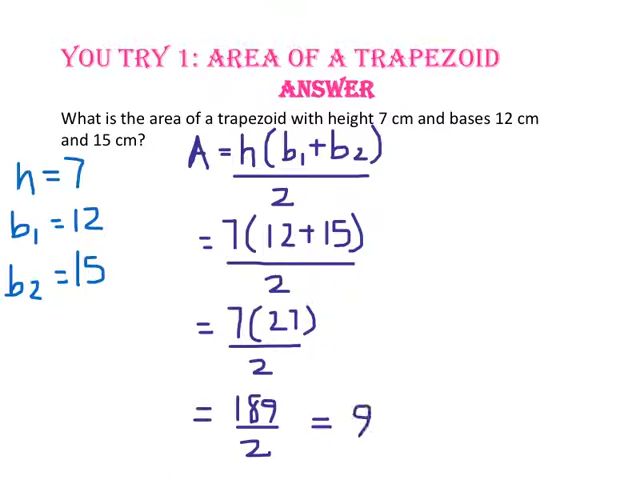 YOU TRY 1: AREA OF A TRAPEZOID
ANSWER
What is the area of a trapezoid with height 7 cm and bases 12 cm
and 15 cm?
h = 7
b₁ = 12
b₂ = 15
A = h(b₁+b₂)
2
= 7(12+15)
2
= 7(27)
2
= 189 = 9
2